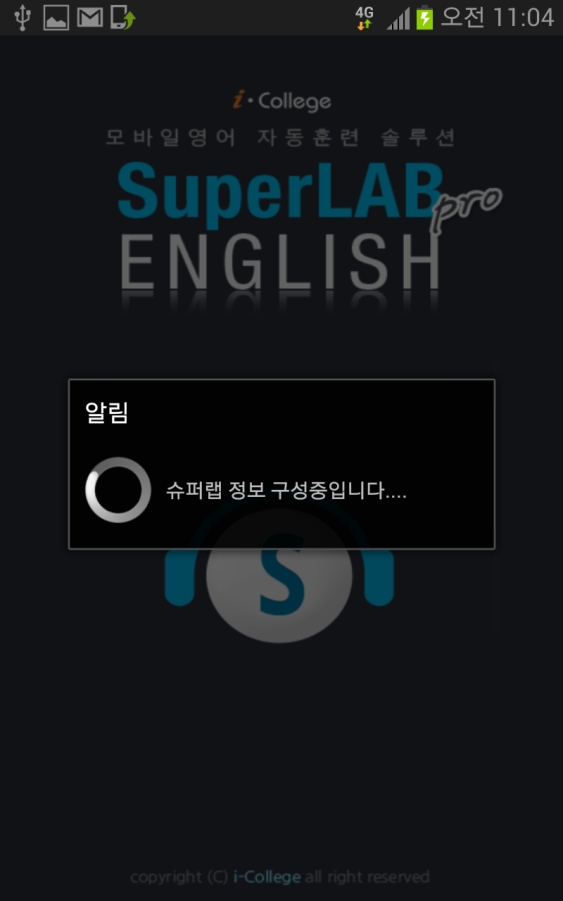 4G 오전 11:04
i·College
모바일영어 자동훈련 솔루션
SuperLAB
pro
ENGLISH
알림
슈퍼랩 정보 구성중입니다....
S
copyright (C) i-College all right reserved